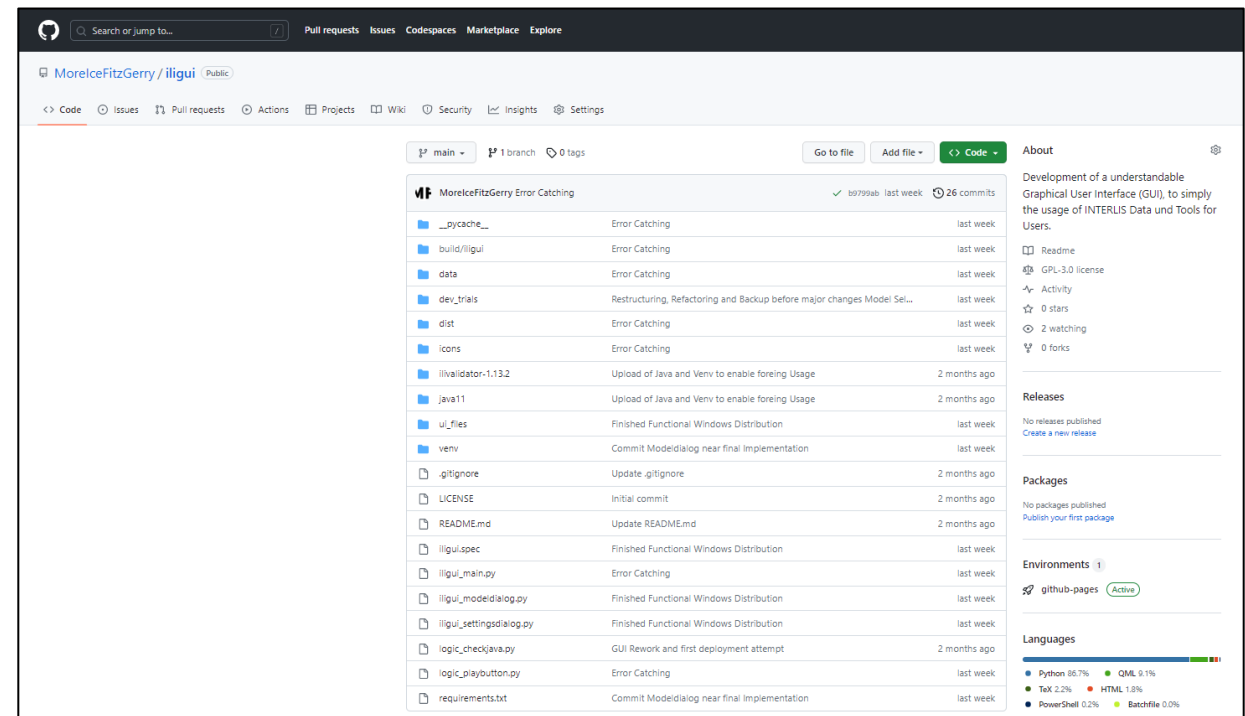 Search or jump to... /
Pull requests Issues Codespaces Marketplace Explore
MoreIceFitzGerry / iligui Public
<> Code Issues Pull requests Actions Projects Wiki Security Insights Settings
main 1 branch 0 tags Go to file Add file <> Code
MoreIceFitzGerry Error Catching b9799ab last week 26 commits
__pycache__ Error Catching last week
build/iligui Error Catching last week
data Error Catching last week
dev_trials Restructuring, Refactoring and Backup before major changes Model Sel... last week
dist Error Catching last week
icons Error Catching last week
ilivalidator-1.13.2 Upload of Java and Venv to enable foreing Usage 2 months ago
java11 Upload of Java and Venv to enable foreing Usage 2 months ago
ui_files Finished Functional Windows Distribution last week
venv Commit Modeldialog near final Implementation last week
.gitignore Update .gitignore 2 months ago
LICENSE Initial commit 2 months ago
README.md Update README.md 2 months ago
iligui.spec Finished Functional Windows Distribution last week
iligui_main.py Error Catching last week
iligui_modeldialog.py Finished Functional Windows Distribution last week
iligui_settingsdialog.py Finished Functional Windows Distribution last week
logic_checkjava.py GUI Rework and first deployment attempt 2 months ago
logic_playbutton.py Error Catching last week
requirements.txt Commit Modeldialog near final Implementation last week
About
Development of a understandable
Graphical User Interface (GUI), to simply
the usage of INTERLIS Data und Tools for
Users.
Readme
GPL-3.0 license
Activity
0 stars
2 watching
0 forks
Releases
No releases published
Create a new release
Packages
No packages published
Publish your first package
Environments 1
github-pages Active
Languages
Python 86.7% QML 9.1%
TeX 2.2% HTML 1.8%
PowerShell 0.2% Batchfile 0.0%